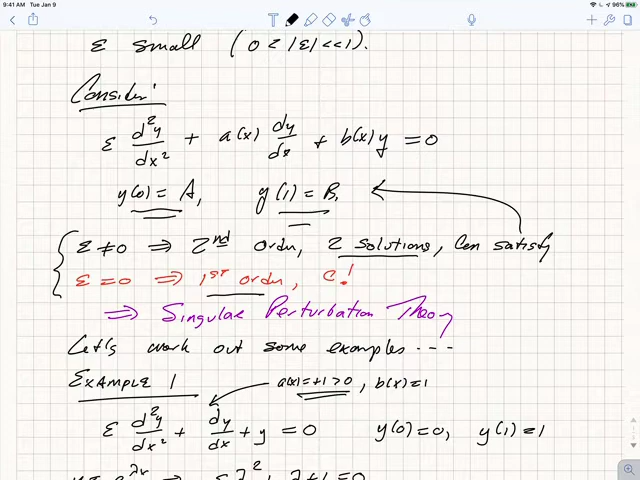 9:41 AM Tue Jan 9 96%
ε small (0 < |ε| << 1).
Consider:
ε d²y/dx² + a(x) dy/dx + b(x)y = 0
y(0) = A, y(1) = B,
ε ≠ 0 ⇒ 2nd order, 2 solutions, can satisfy
ε = 0 ⇒ 1st order, !
⇒ Singular Perturbation Theory
Let's work out some examples ...
Example 1 a(x) = +1 > 0, b(x) = 1
ε d²y/dx² + dy/dx + y = 0 y(0) = 0, y(1) = 1